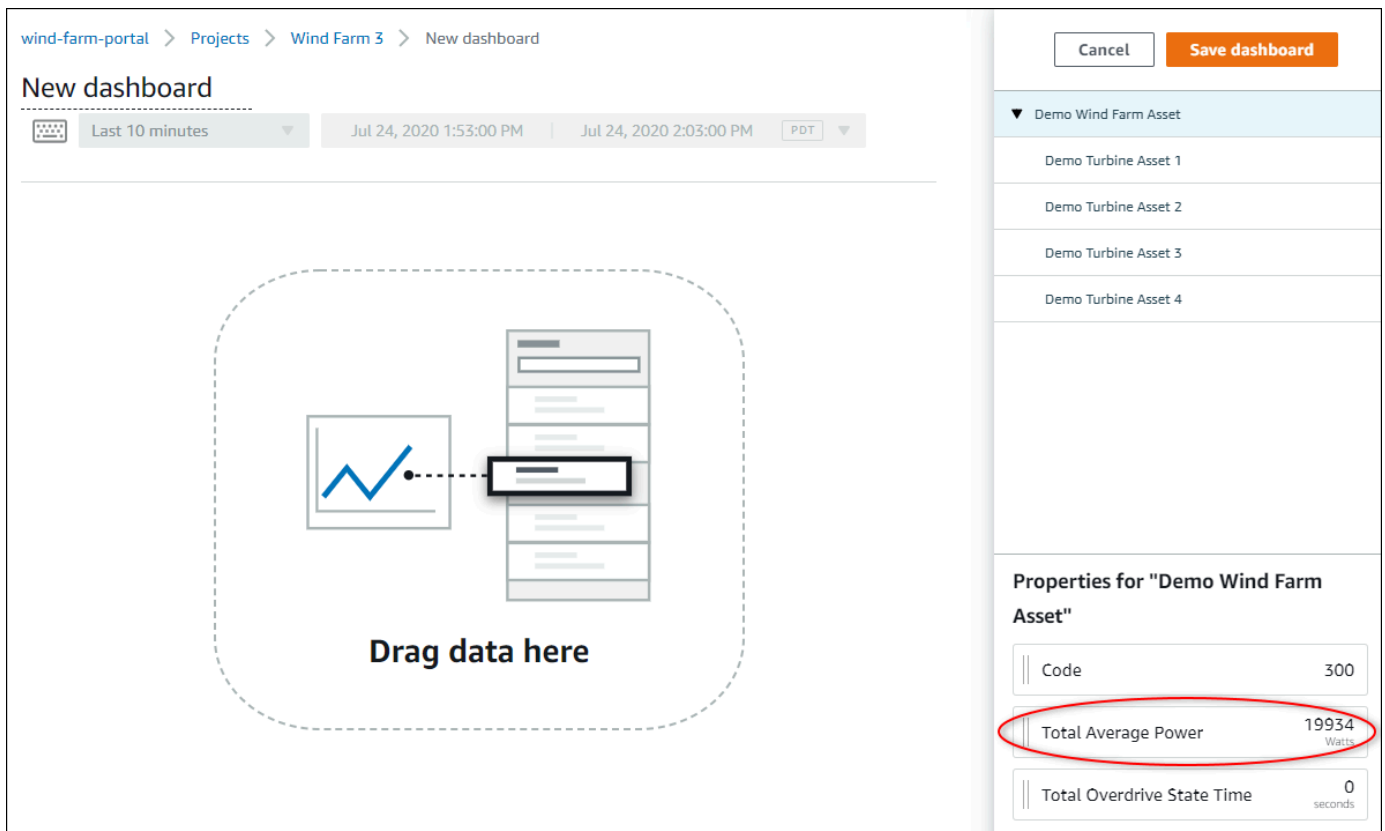 wind-farm-portal > Projects > Wind Farm 3 > New dashboard
Cancel
Save dashboard
New dashboard
Last 10 minutes
Jul 24, 2020 1:53:00 PM
Jul 24, 2020 2:03:00 PM
PDT
Demo Wind Farm Asset
Demo Turbine Asset 1
Demo Turbine Asset 2
Demo Turbine Asset 3
Demo Turbine Asset 4
Drag data here
Properties for "Demo Wind Farm
Asset"
Code 300
Total Average Power 19934
Watts
Total Overdrive State Time 0
seconds